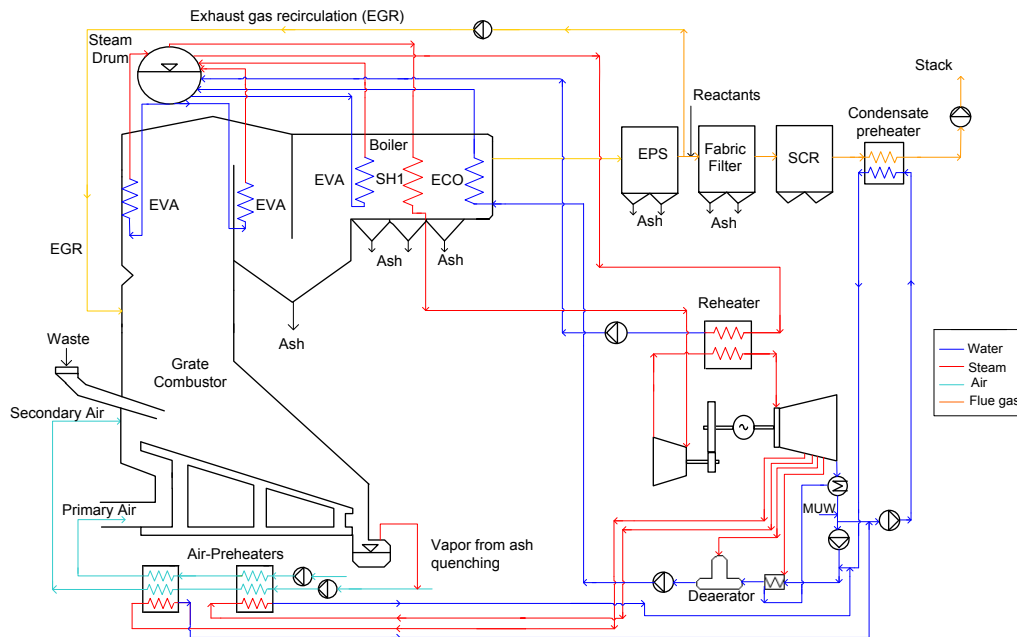 Exhaust gas recirculation (EGR)
Steam
Drum
Stack
Reactants
Condensate
preheater
Boiler
EPS
Fabric
Filter
SCR
EVA
SH1
ECO
EVA
EVA
Ash
Ash
EGR
Ash
Ash
Reheater
Ash
Waste
Grate
Combustor
Water
Steam
Air
Flue gas
Secondary Air
Primary Air
MUW
Air-Preheaters
Vapor from ash
quenching
Deaerator